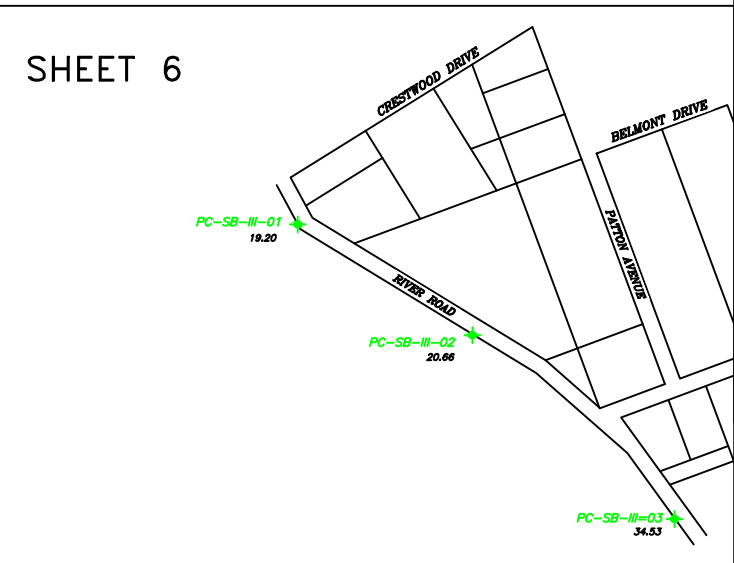 SHEET 6
CRESTWOOD DRIVE
BELMONT DRIVE
PC-SB-III-01
19.20
PATTON AVENUE
RIVER ROAD
PC-SB-III-02
20.66
PC-SB-III=03
34.53